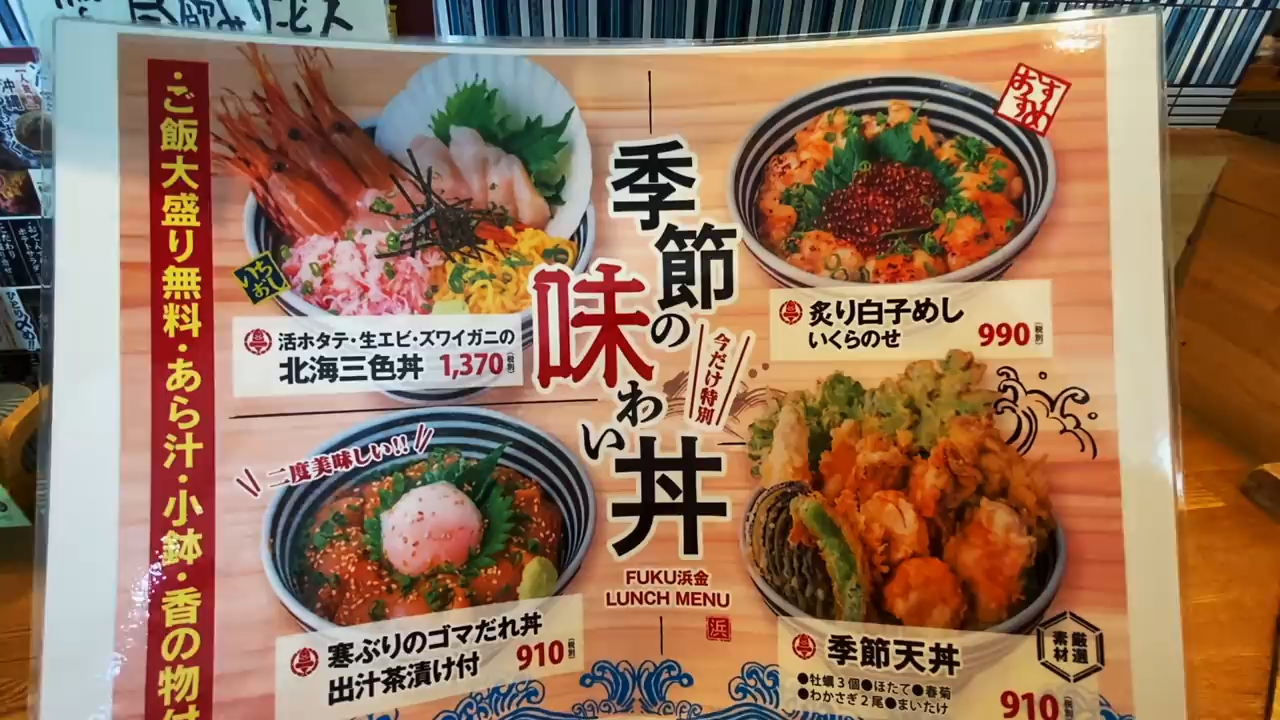 ・ご飯大盛り無料・あら汁・小鉢・香の物付
季節の
味わい
丼
今だけ特別
FUKU浜金
LUNCH MENU
浜
いちおし
活ホタテ・生エビ・ズワイガニの
北海三色丼 1,370 (税別)
おすすめ
炙り白子めし
いくらのせ 990 (税別)
二度美味しい!!
寒ぶりのゴマだれ丼
出汁茶漬け付 910 (税別)
季節天丼
●牡蠣3個●ほたて●春菊
●わかさぎ2尾●まいたけ
910 (税別)
厳選
素材